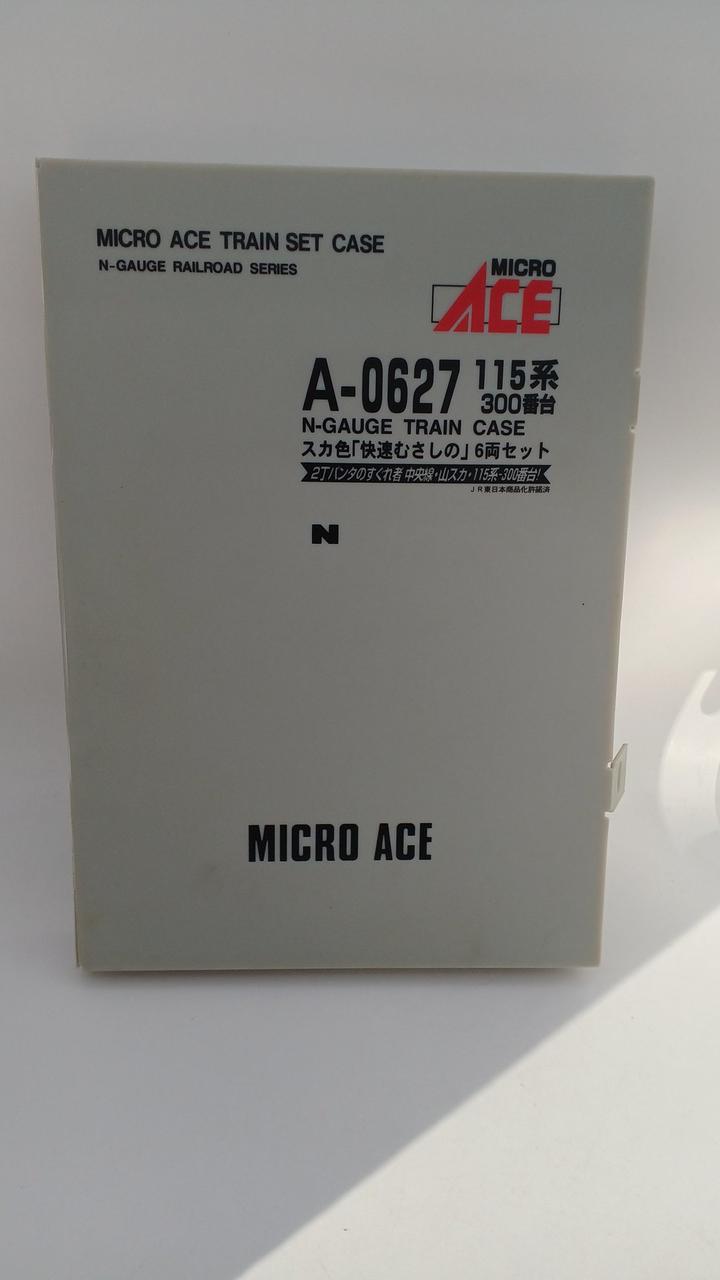 MICRO ACE TRAIN SET CASE
N-GAUGE RAILROAD SERIES
MICRO
ACE
A-0627 115系
300番台
N-GAUGE TRAIN CASE
スカ色「快速むさしの」6両セット
2丁パンタのすぐれ者 中央線・山スカ・115系-300番台!
JR東日本商品化許諾済
N
MICRO ACE